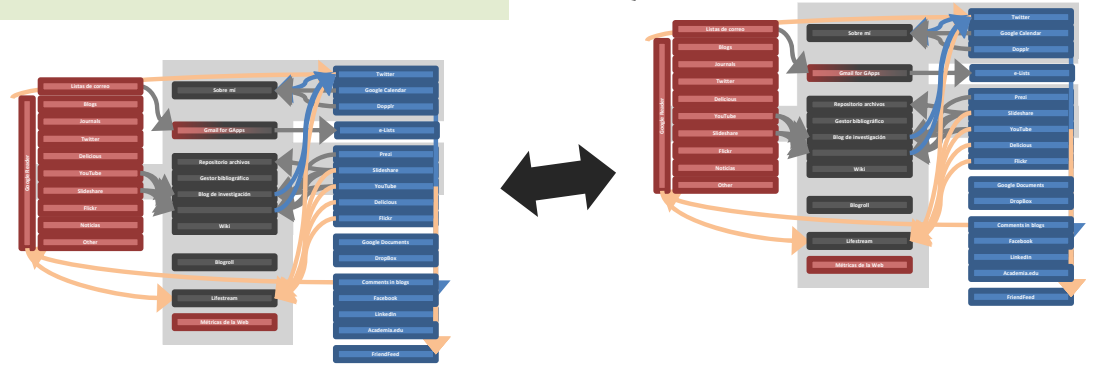 Google Reader
Listas de correo
Blogs
Journals
Twitter
Delicious
YouTube
Slideshare
Flickr
Noticias
Other
Sobre mí
Gmail for GApps
Repositorio archivos
Gestor bibliográfico
Blog de investigación
Wiki
Blogroll
Lifestream
Métricas de la Web
Twitter
Google Calendar
Dopplr
e-Lists
Prezi
Slideshare
YouTube
Delicious
Flickr
Google Documents
DropBox
Comments in blogs
Facebook
LinkedIn
Academia.edu
FriendFeed
Google Reader
Listas de correo
Blogs
Journals
Twitter
Delicious
YouTube
Slideshare
Flickr
Noticias
Other
Sobre mí
Gmail for GApps
Repositorio archivos
Gestor bibliográfico
Blog de investigación
Wiki
Blogroll
Lifestream
Métricas de la Web
Twitter
Google Calendar
Dopplr
e-Lists
Prezi
Slideshare
YouTube
Delicious
Flickr
Google Documents
DropBox
Comments in blogs
Facebook
LinkedIn
Academia.edu
FriendFeed